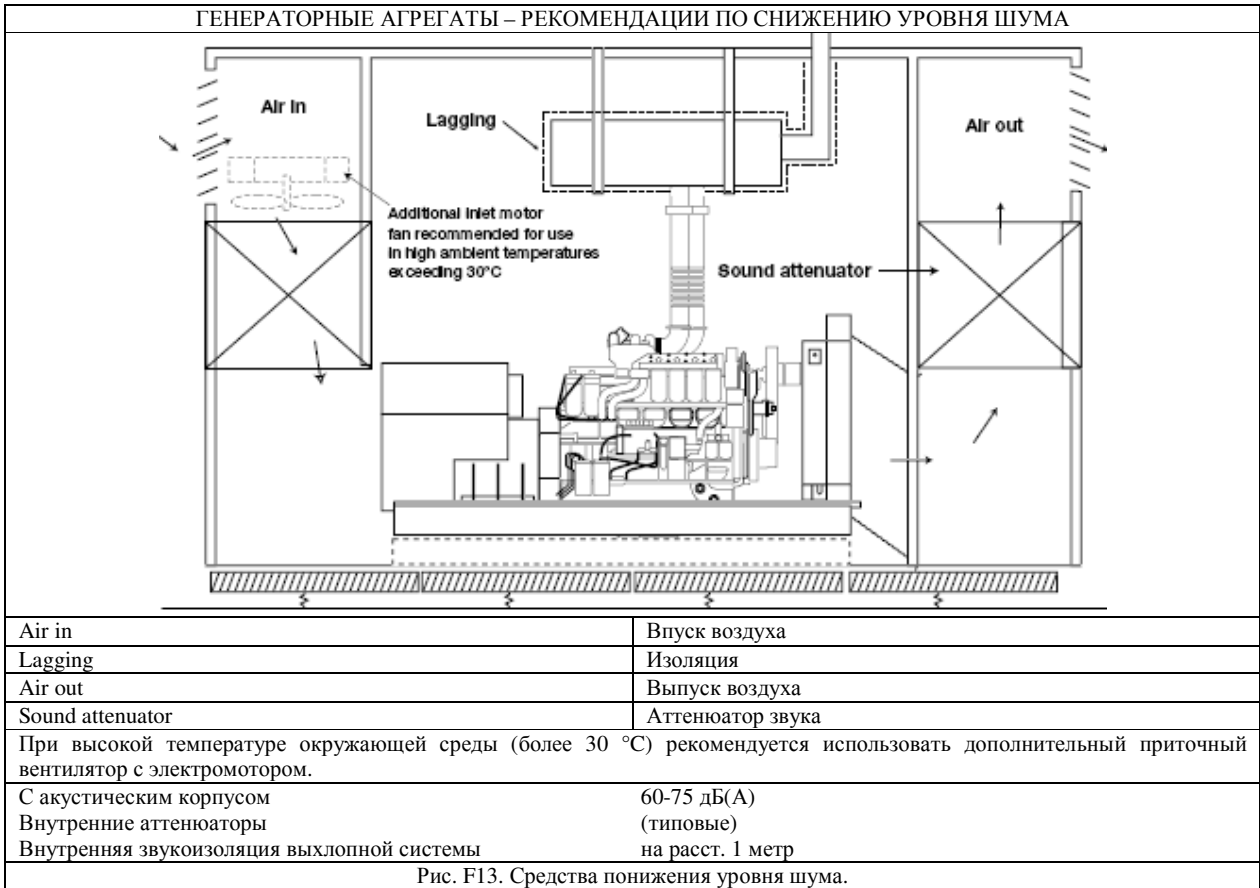 ГЕНЕРАТОРНЫЕ АГРЕГАТЫ – РЕКОМЕНДАЦИИ ПО СНИЖЕНИЮ УРОВНЯ ШУМА
Air in
Lagging
Air out
Additional inlet motor
fan recommended for use
in high ambient temperatures
exceeding 30°C
Sound attenuator
Air in Впуск воздуха
Lagging Изоляция
Air out Выпуск воздуха
Sound attenuator Аттенюатор звука
При высокой температуре окружающей среды (более 30 °C) рекомендуется использовать дополнительный приточный
вентилятор с электромотором.
С акустическим корпусом 60-75 дБ(А)
Внутренние аттенюаторы (типовые)
Внутренняя звукоизоляция выхлопной системы на расст. 1 метр
Рис. F13. Средства понижения уровня шума.